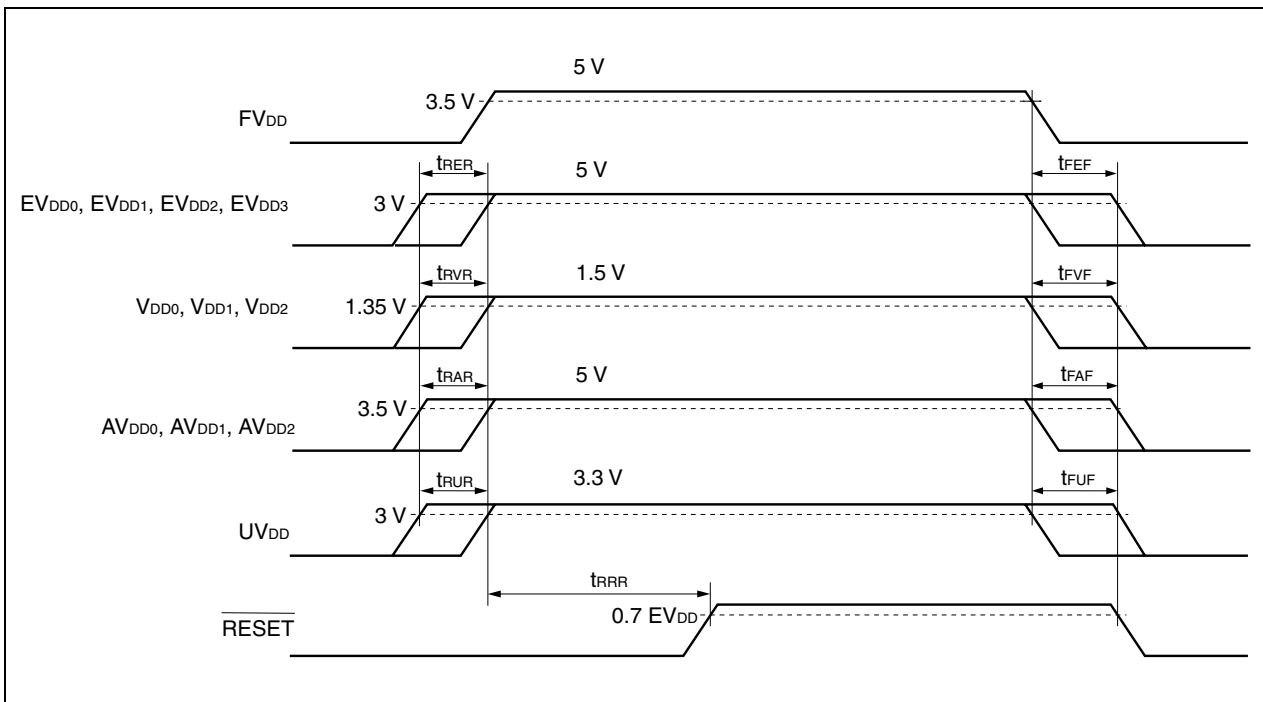 5 V
3.5 V
FVDD
tRER
5 V
tFEF
EVDD0, EVDD1, EVDD2, EVDD3
3 V
tRVR
1.5 V
tFVF
VDD0, VDD1, VDD2
1.35 V
tRAR
5 V
tFAF
3.5 V
AVDD0, AVDD1, AVDD2
tRUR
3.3 V
tFUF
3 V
UVDD
tRRR
0.7 EVDD
RESET